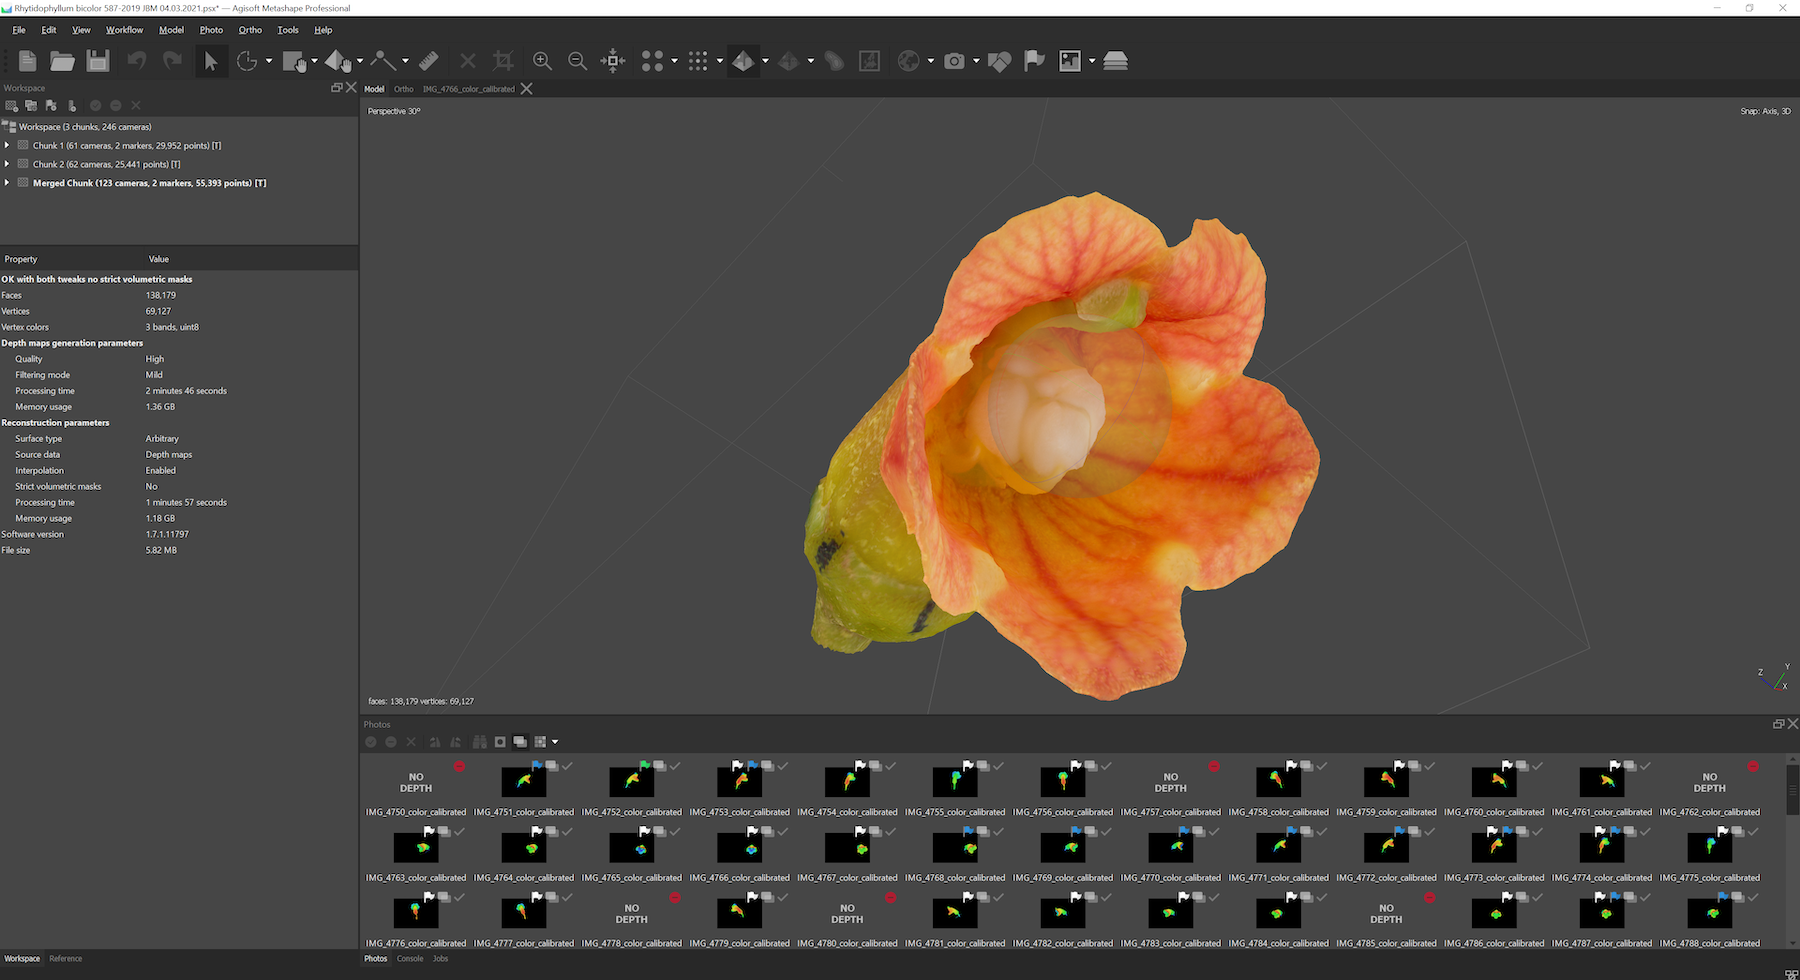 Rhytidophyllum bicolor 587-2019 JBM 04.03.2021.psx* — Agisoft Metashape Professional
File Edit View Workflow Model Photo Ortho Tools Help
Workspace
Model Ortho IMG_4766_color_calibrated
Perspective 30°
Snap: Axis, 3D
Workspace (3 chunks, 246 cameras)
Chunk 1 (61 cameras, 2 markers, 29,952 points) [T]
Chunk 2 (62 cameras, 25,441 points) [T]
Merged Chunk (123 cameras, 2 markers, 55,393 points) [T]
Property Value
OK with both tweaks no strict volumetric masks
Faces 138,179
Vertices 69,127
Vertex colors 3 bands, uint8
Depth maps generation parameters
Quality High
Filtering mode Mild
Processing time 2 minutes 46 seconds
Memory usage 1.36 GB
Reconstruction parameters
Surface type Arbitrary
Source data Depth maps
Interpolation Enabled
Strict volumetric masks No
Processing time 1 minutes 57 seconds
Memory usage 1.18 GB
Software version 1.7.1.11797
File size 5.82 MB
Z Y X
faces: 138,179 vertices: 69,127
Photos
NO DEPTH NO DEPTH NO DEPTH
IMG_4750_color_calibrated IMG_4751_color_calibrated IMG_4752_color_calibrated IMG_4753_color_calibrated IMG_4754_color_calibrated IMG_4755_color_calibrated IMG_4756_color_calibrated IMG_4757_color_calibrated IMG_4758_color_calibrated IMG_4759_color_calibrated IMG_4760_color_calibrated IMG_4761_color_calibrated IMG_4762_color_calibrated
IMG_4763_color_calibrated IMG_4764_color_calibrated IMG_4765_color_calibrated IMG_4766_color_calibrated IMG_4767_color_calibrated IMG_4768_color_calibrated IMG_4769_color_calibrated IMG_4770_color_calibrated IMG_4771_color_calibrated IMG_4772_color_calibrated IMG_4773_color_calibrated IMG_4774_color_calibrated IMG_4775_color_calibrated
NO DEPTH NO DEPTH NO DEPTH
IMG_4776_color_calibrated IMG_4777_color_calibrated IMG_4778_color_calibrated IMG_4779_color_calibrated IMG_4780_color_calibrated IMG_4781_color_calibrated IMG_4782_color_calibrated IMG_4783_color_calibrated IMG_4784_color_calibrated IMG_4785_color_calibrated IMG_4786_color_calibrated IMG_4787_color_calibrated IMG_4788_color_calibrated
Workspace Reference
Photos Console Jobs